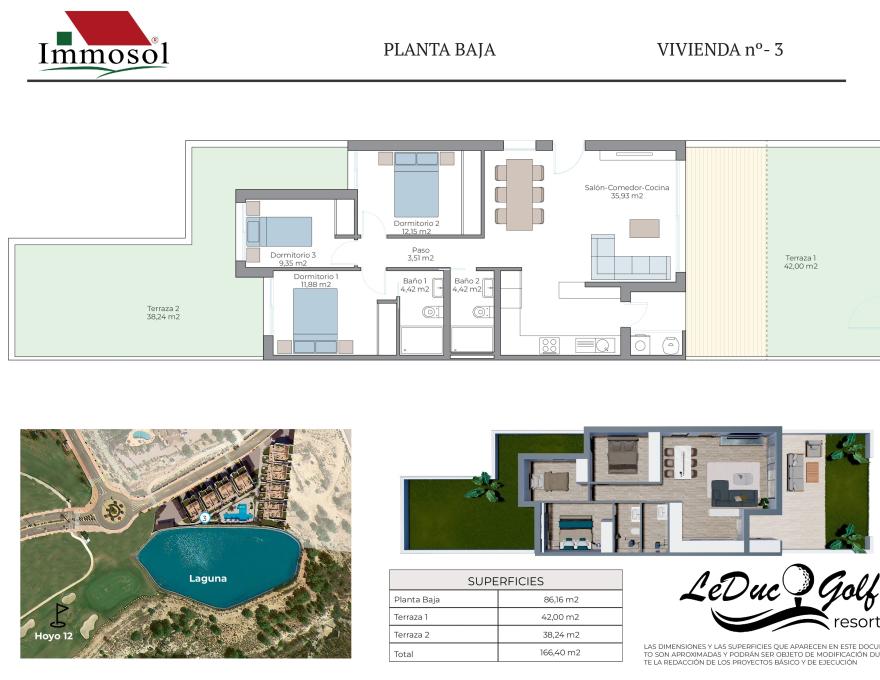 Immosol
PLANTA BAJA
VIVIENDA nº- 3
Salón-Comedor-Cocina
35,93 m2
Dormitorio 2
12,15 m2
Paso
3,51 m2
Dormitorio 3
9,35 m2
Dormitorio 1
11,88 m2
Baño 1
4,42 m2
Baño 2
4,42 m2
Terraza 1
42,00 m2
Terraza 2
38,24 m2
3
Laguna
Hoyo 12
SUPERFICIES
Planta Baja 86,16 m2
Terraza 1 42,00 m2
Terraza 2 38,24 m2
Total 166,40 m2
LeDuc Golf
resort
LAS DIMENSIONES Y LAS SUPERFICIES QUE APARECEN EN ESTE DOCU
TO SON APROXIMADAS Y PODRÁN SER OBJETO DE MODIFICACIÓN DU
TE LA REDACCIÓN DE LOS PROYECTOS BÁSICO Y DE EJECUCIÓN